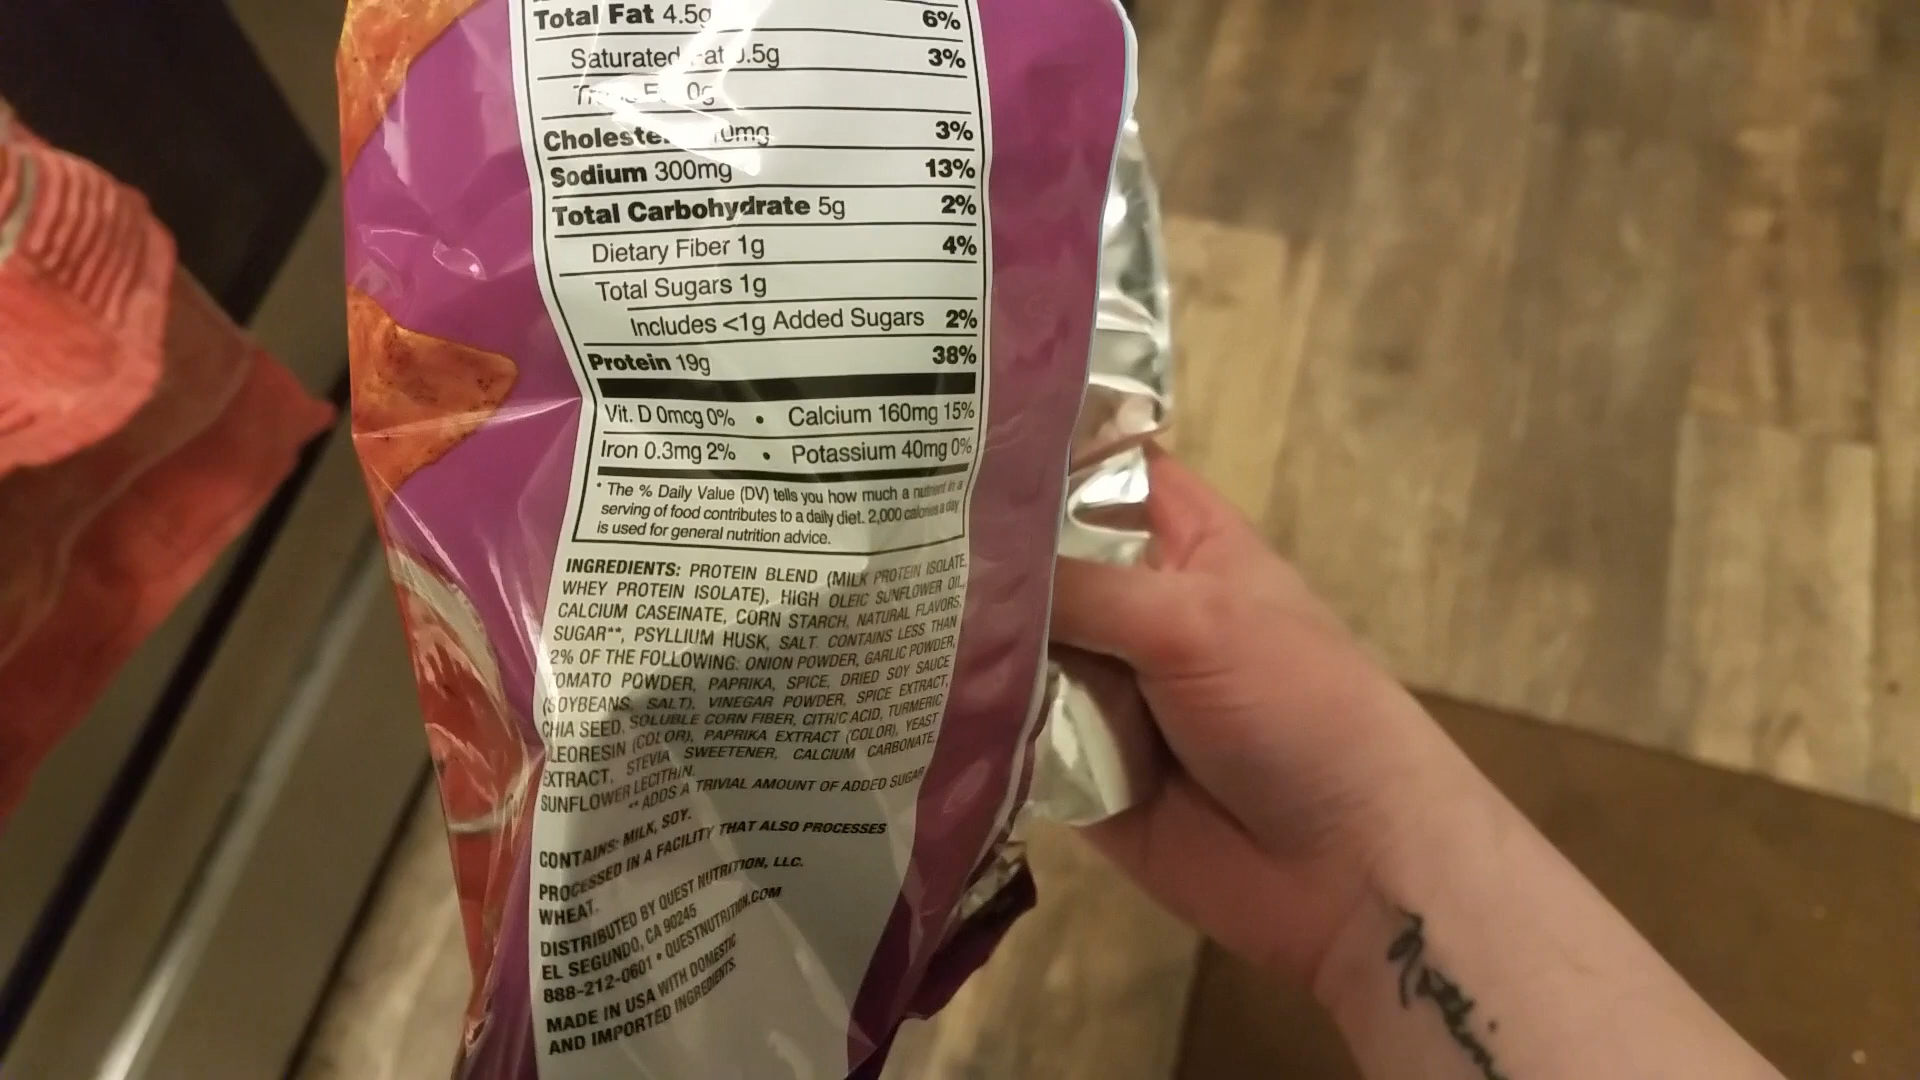 Total Fat 4.5g 6%
Saturated Fat 0.5g 3%
0g
10mg 3%
Sodium 300mg 13%
Total Carbohydrate 5g 2%
Dietary Fiber 1g 4%
Total Sugars 1g
Includes <1g Added Sugars 2%
Protein 19g 38%
Vit. D 0mcg 0% • Calcium 160mg 15%
Iron 0.3mg 2% • Potassium 40mg 0%
* The % Daily Value (DV) tells you how much a nutrient in a
serving of food contributes to a daily diet. 2,000 calories a day
is used for general nutrition advice.
INGREDIENTS: PROTEIN BLEND (MILK PROTEIN ISOLATE,
WHEY PROTEIN ISOLATE), HIGH OLEIC SUNFLOWER OIL,
CALCIUM CASEINATE, CORN STARCH, NATURAL FLAVORS,
SUGAR**, PSYLLIUM HUSK, SALT. CONTAINS LESS THAN
2% OF THE FOLLOWING: ONION POWDER, GARLIC POWDER,
TOMATO POWDER, PAPRIKA, SPICE, DRIED SOY SAUCE
(SOYBEANS, SALT), VINEGAR POWDER, SPICE EXTRACT,
CHIA SEED, SOLUBLE CORN FIBER, CITRIC ACID, TURMERIC
OLEORESIN (COLOR), PAPRIKA EXTRACT (COLOR), YEAST
EXTRACT, STEVIA SWEETENER, CALCIUM CARBONATE,
SUNFLOWER LECITHIN.
** ADDS A TRIVIAL AMOUNT OF ADDED SUGAR
CONTAINS: MILK, SOY.
PROCESSED IN A FACILITY THAT ALSO PROCESSES
WHEAT.
DISTRIBUTED BY QUEST NUTRITION, LLC.
EL SEGUNDO, CA 90245
888-212-0601 • QUESTNUTRITION.COM
MADE IN USA WITH DOMESTIC
AND IMPORTED INGREDIENTS.